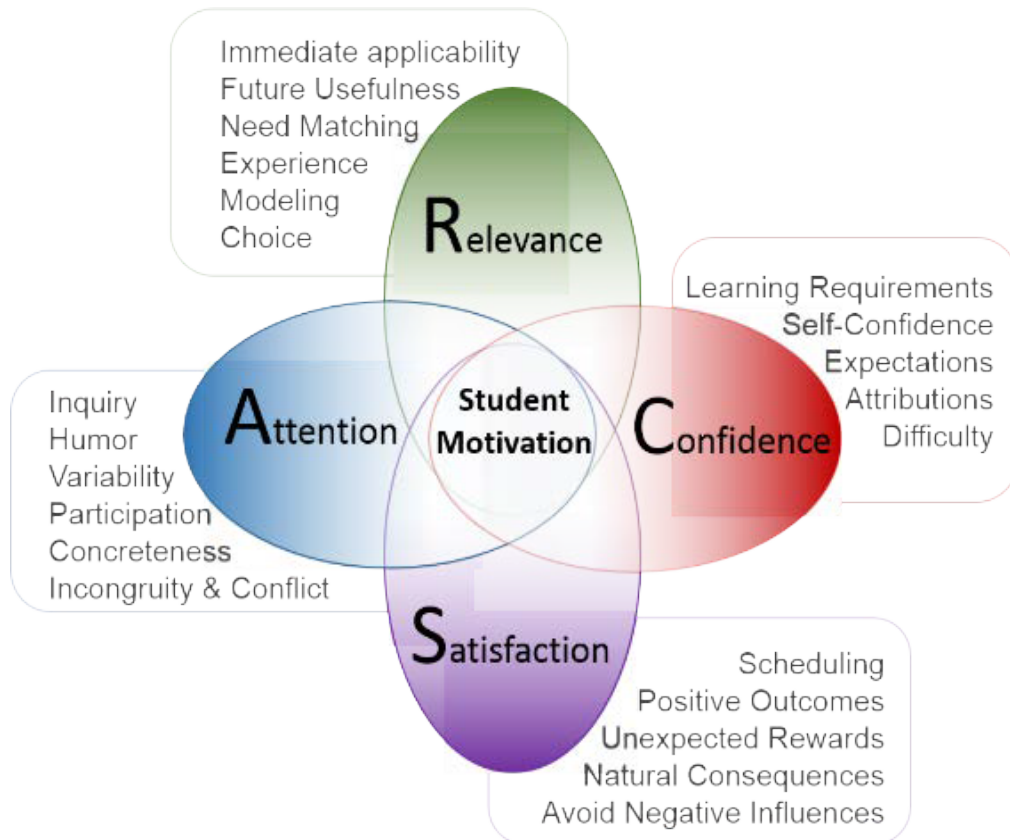 Immediate applicability
Future Usefulness
Need Matching
Experience
Modeling
Choice
Relevance
Learning Requirements
Self-Confidence
Expectations
Attributions
Difficulty
Confidence
Inquiry
Humor
Variability
Participation
Concreteness
Incongruity & Conflict
Attention
Student
Motivation
Satisfaction
Scheduling
Positive Outcomes
Unexpected Rewards
Natural Consequences
Avoid Negative Influences